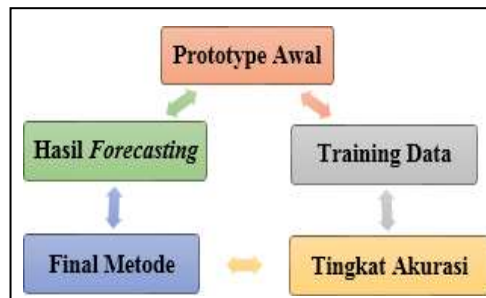 Prototype Awal
Hasil Forecasting
Training Data
Final Metode
Tingkat Akurasi